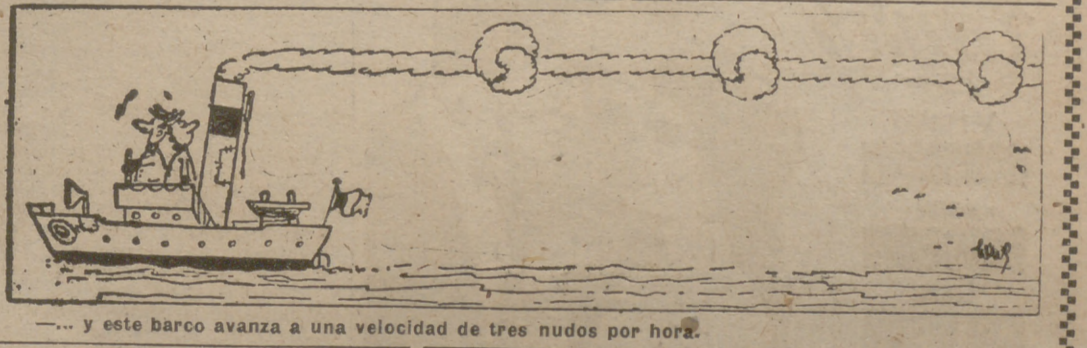 —... y este barco avanza a una velocidad de tres nudos por hora.